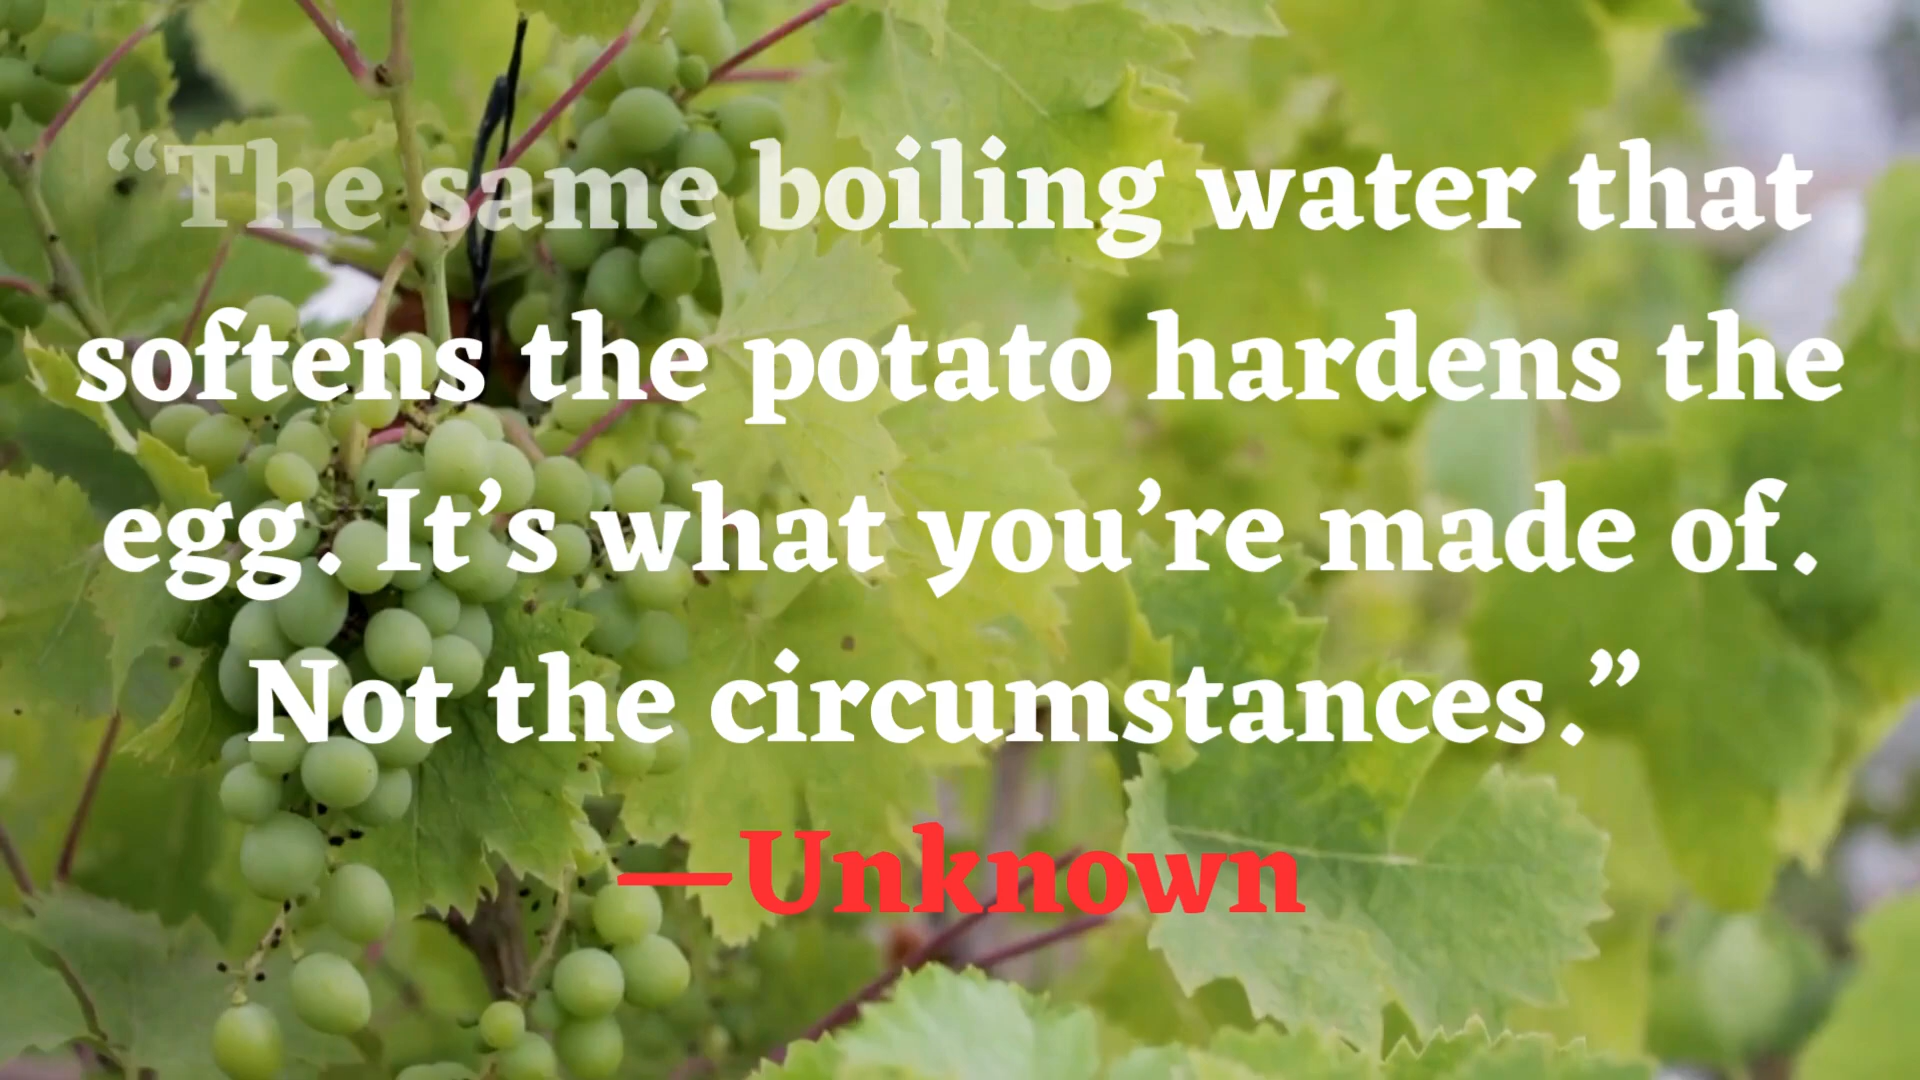 “The same boiling water that
softens the potato hardens the
egg. It’s what you’re made of.
Not the circumstances.”
—Unknown